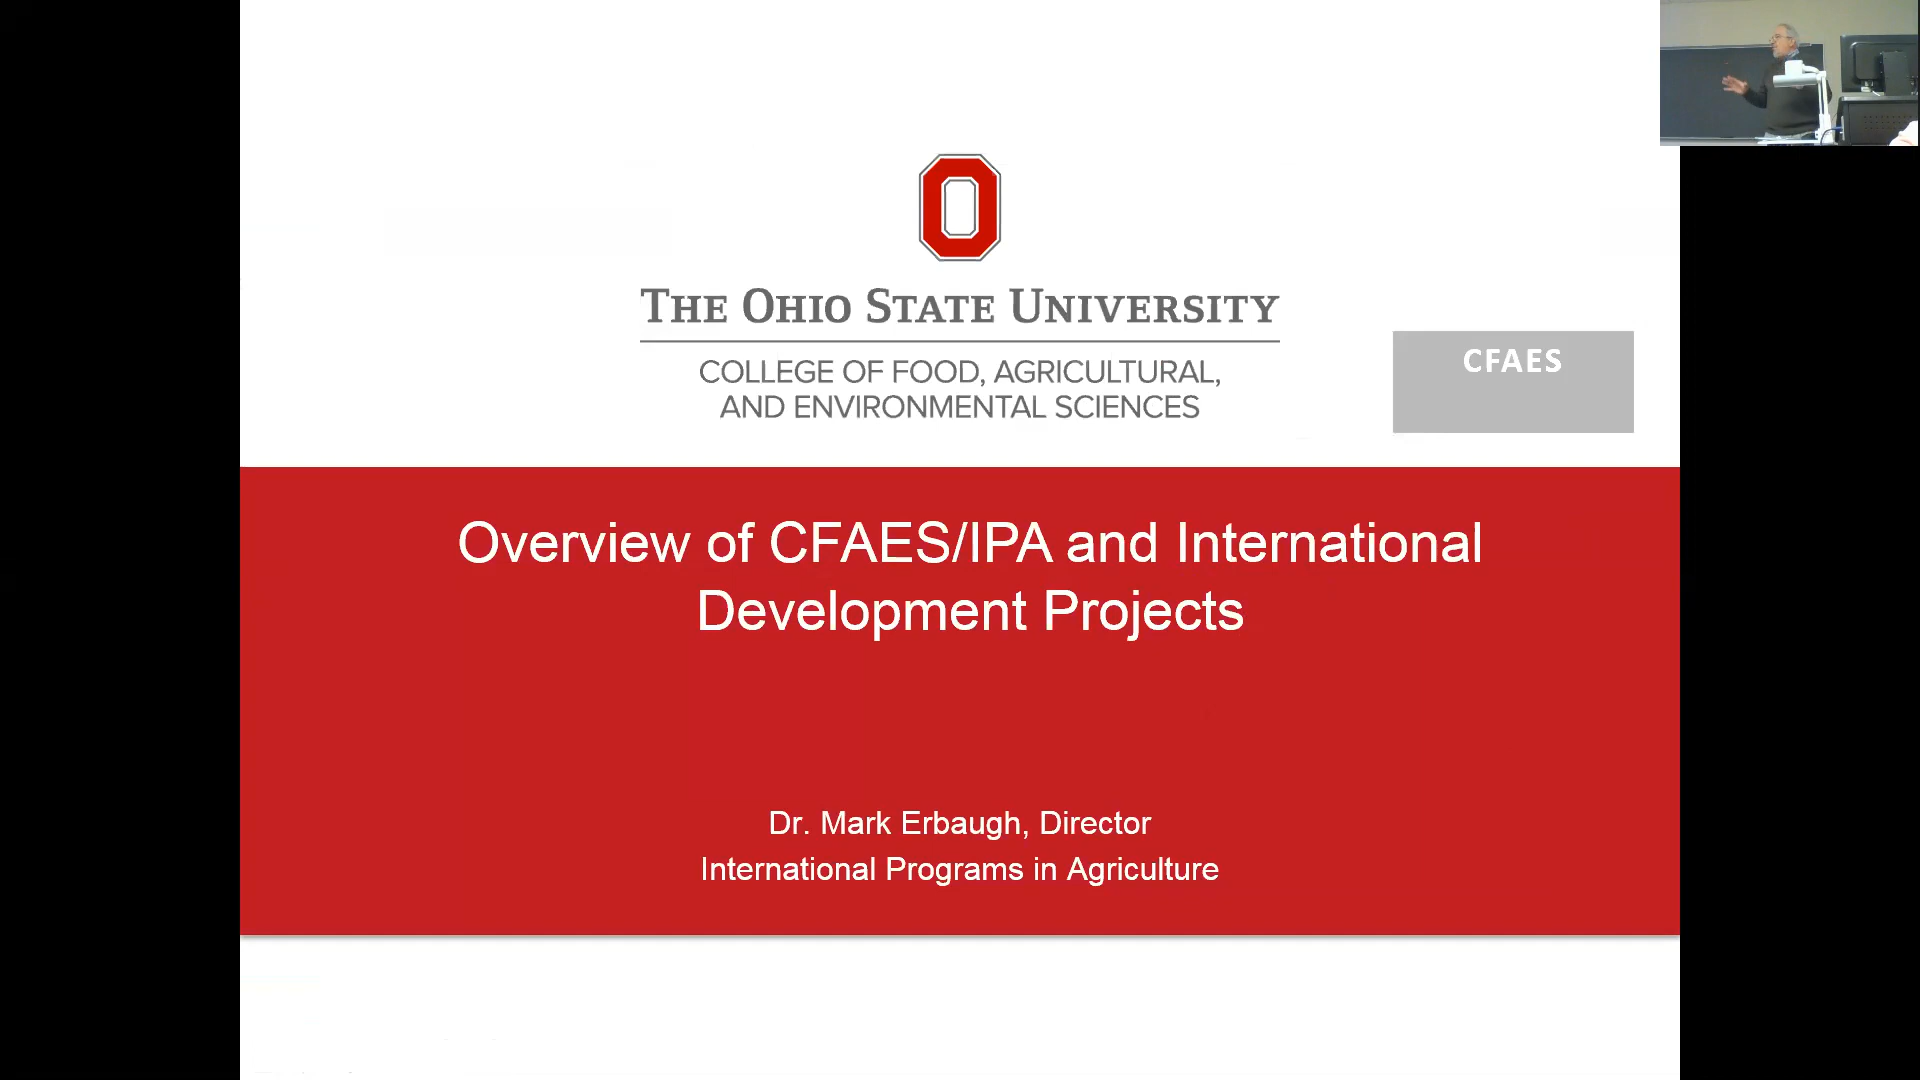 THE OHIO STATE UNIVERSITY
COLLEGE OF FOOD, AGRICULTURAL,
AND ENVIRONMENTAL SCIENCES
CFAES
Overview of CFAES/IPA and International
Development Projects
Dr. Mark Erbaugh, Director
International Programs in Agriculture